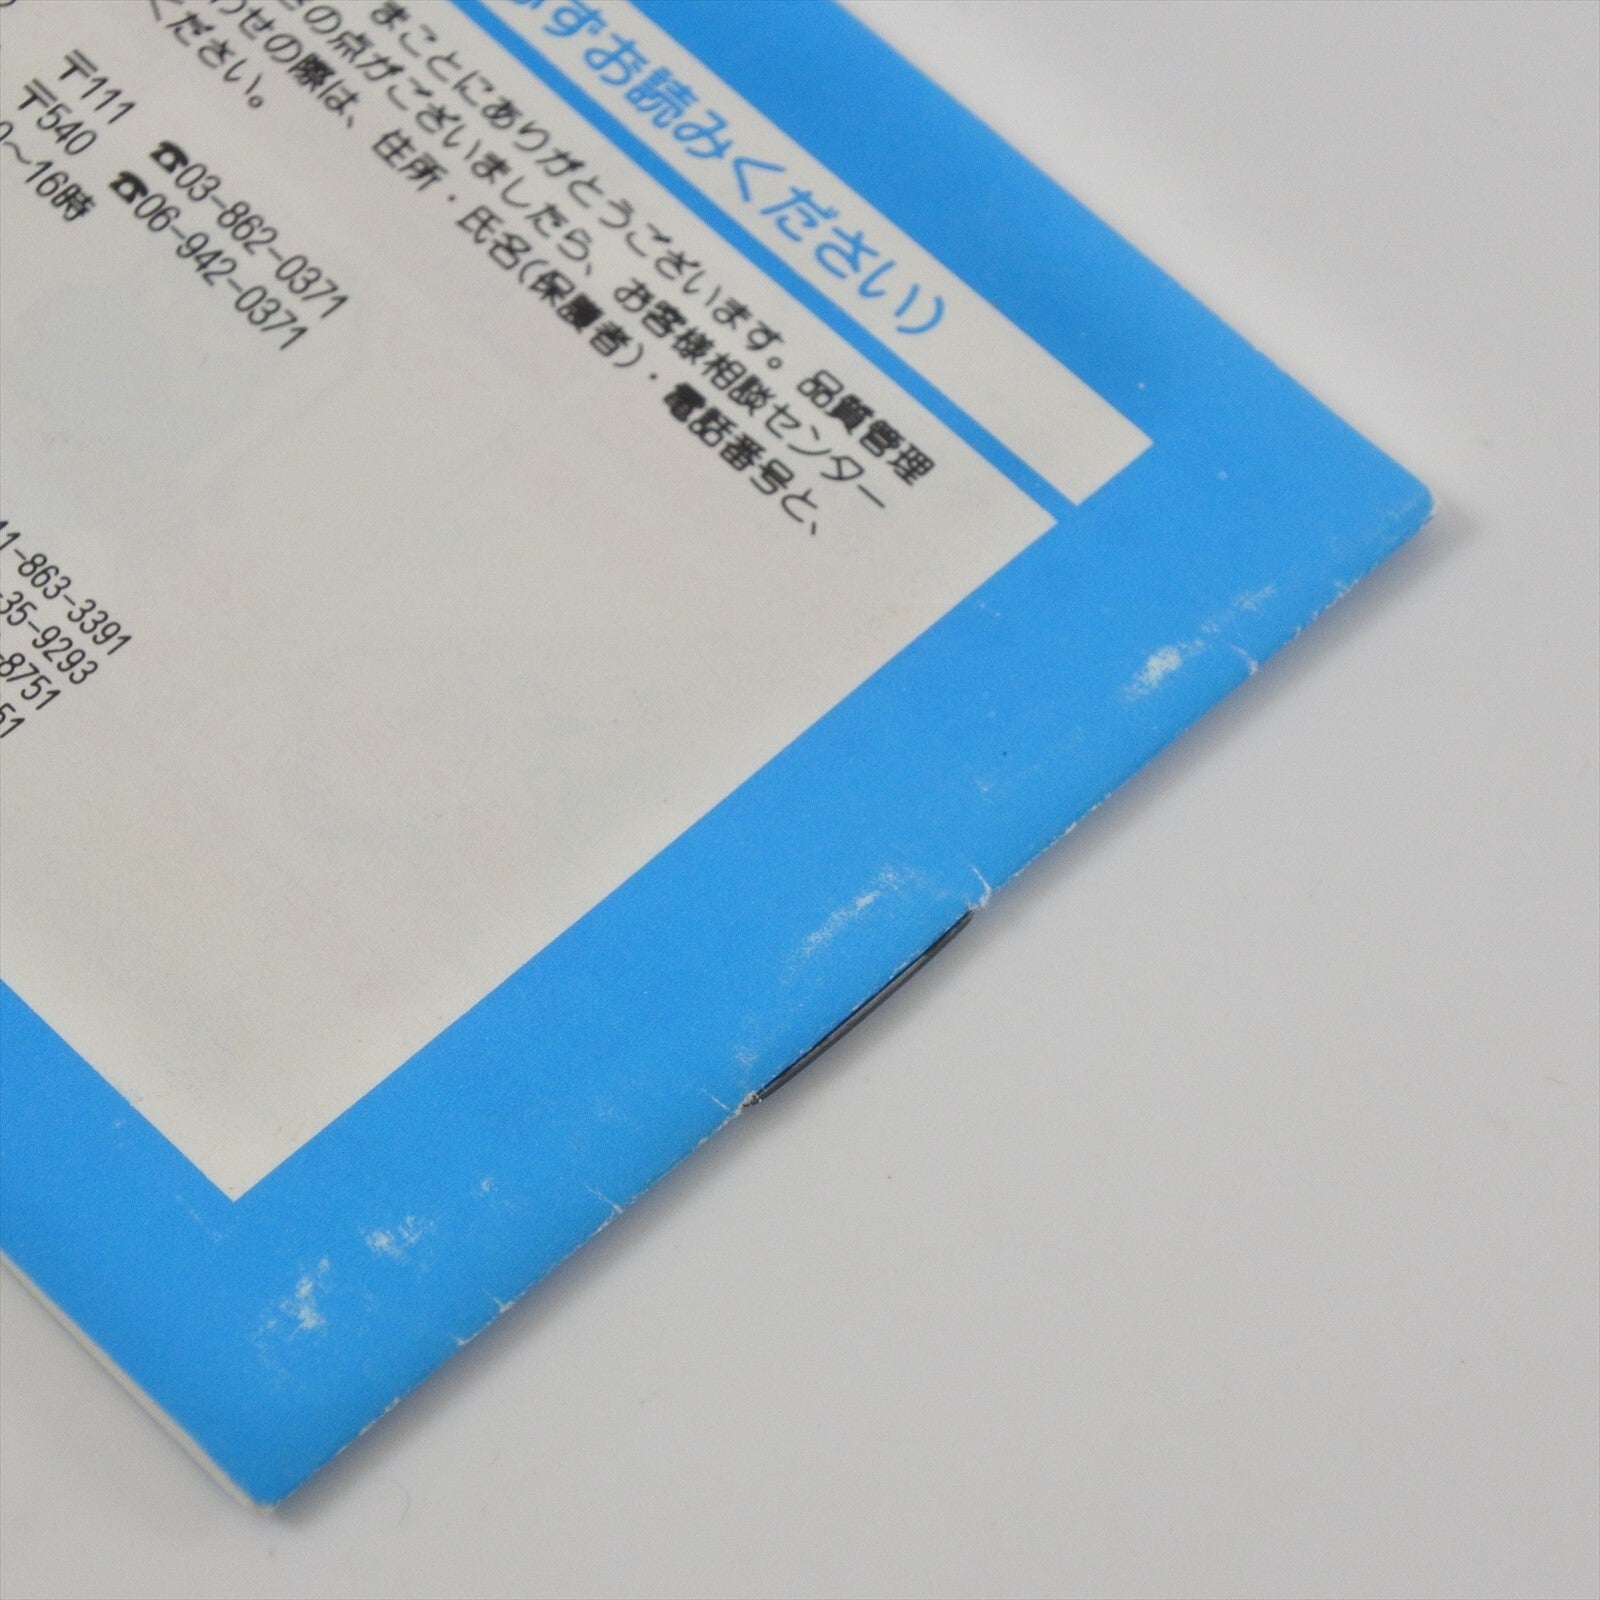 ずお読みください)
まことにありがとうございます。品質管理
の点がございましたら、お客様相談センター
わせの際は、住所・氏名(保護者)・電話番号と、
ください。
〒111 ☎03-862-0371
〒540 ☎06-942-0371
～16時
11-863-3391
35-9293
-8751
51